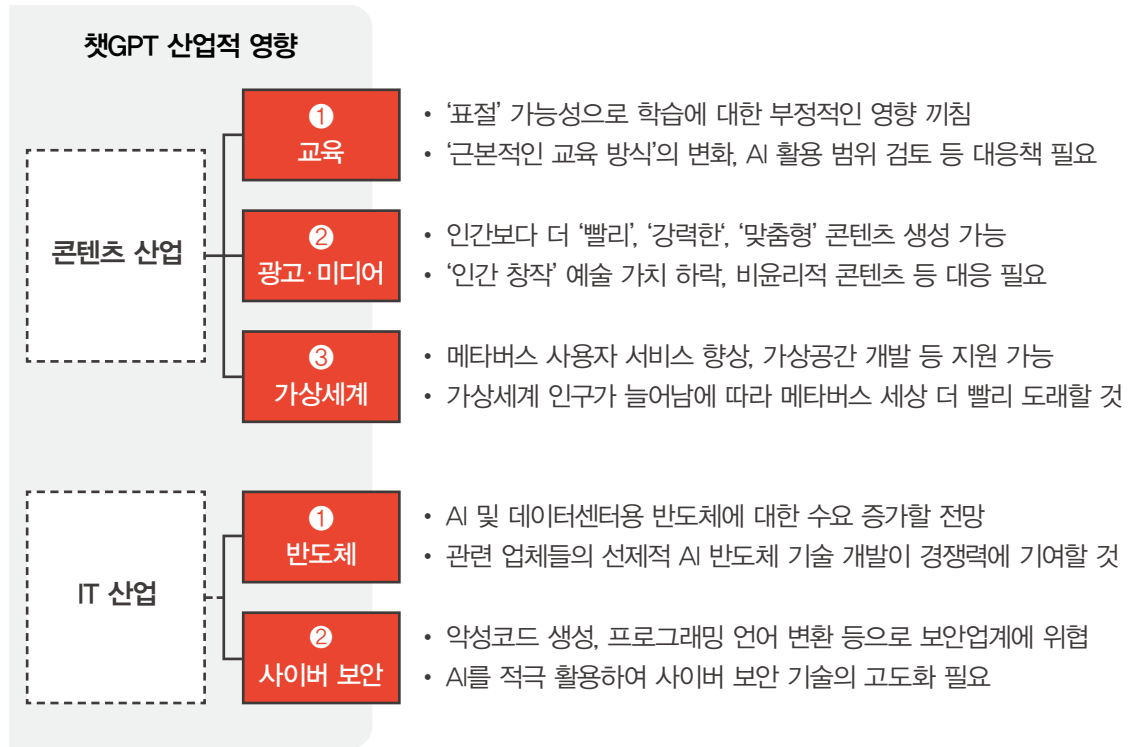 챗GPT 산업적 영향
콘텐츠 산업
❶
교육
• ‘표절’ 가능성으로 학습에 대한 부정적인 영향 끼침
• ‘근본적인 교육 방식’의 변화, AI 활용 범위 검토 등 대응책 필요
❷
광고·미디어
• 인간보다 더 ‘빨리’, ‘강력한‘, ‘맞춤형’ 콘텐츠 생성 가능
• ‘인간 창작’ 예술 가치 하락, 비윤리적 콘텐츠 등 대응 필요
❸
가상세계
• 메타버스 사용자 서비스 향상, 가상공간 개발 등 지원 가능
• 가상세계 인구가 늘어남에 따라 메타버스 세상 더 빨리 도래할 것
IT 산업
❶
반도체
• AI 및 데이터센터용 반도체에 대한 수요 증가할 전망
• 관련 업체들의 선제적 AI 반도체 기술 개발이 경쟁력에 기여할 것
❷
사이버 보안
• 악성코드 생성, 프로그래밍 언어 변환 등으로 보안업계에 위협
• AI를 적극 활용하여 사이버 보안 기술의 고도화 필요